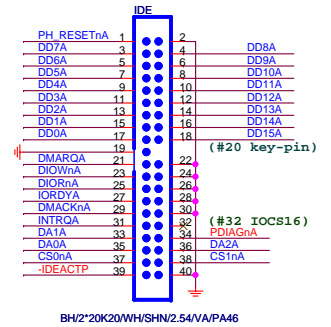 IDE
PH_RESETnA 1 2
DD7A 3 4 DD8A
DD6A 5 6 DD9A
DD5A 7 8 DD10A
DD4A 9 10 DD11A
DD3A 11 12 DD12A
DD2A 13 14 DD13A
DD1A 15 16 DD14A
DD0A 17 18 DD15A
19 (#20 key-pin)
DMARQA 21 22
DIOWnA 23 24
DIORnA 25 26
IORDYA 27 28
DMACKnA 29 30
INTRQA 31 32 (#32 IOCS16)
DA1A 33 34 PDIAGnA
DA0A 35 36 DA2A
CS0nA 37 38 CS1nA
-IDEACTP 39 40
BH/2*20K20/WH/SHN/2.54/VA/PA46